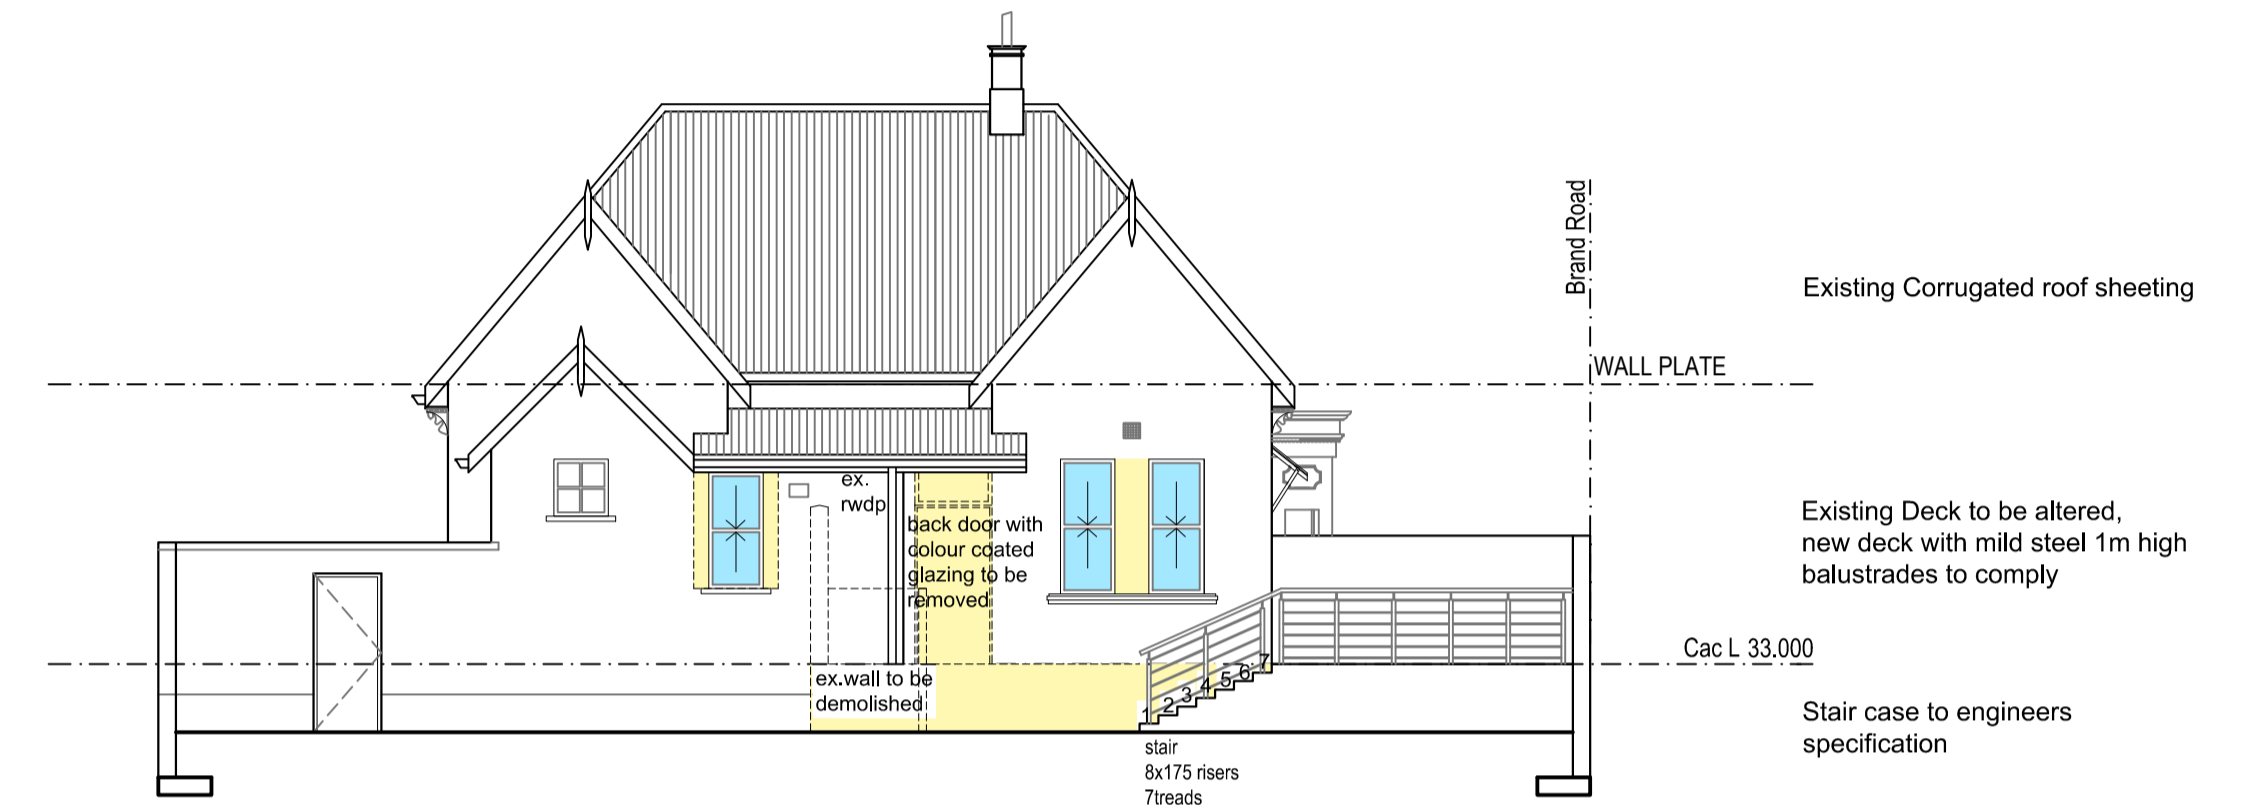 Brand Road
Existing Corrugated roof sheeting
WALL PLATE
ex.
rwdp
back door with
colour coated
glazing to be
removed
Existing Deck to be altered,
new deck with mild steel 1m high
balustrades to comply
Cac L 33.000
ex.wall to be
demolished
1 2 3 4 5 6 7
Stair case to engineers
specification
stair
8x175 risers
7treads